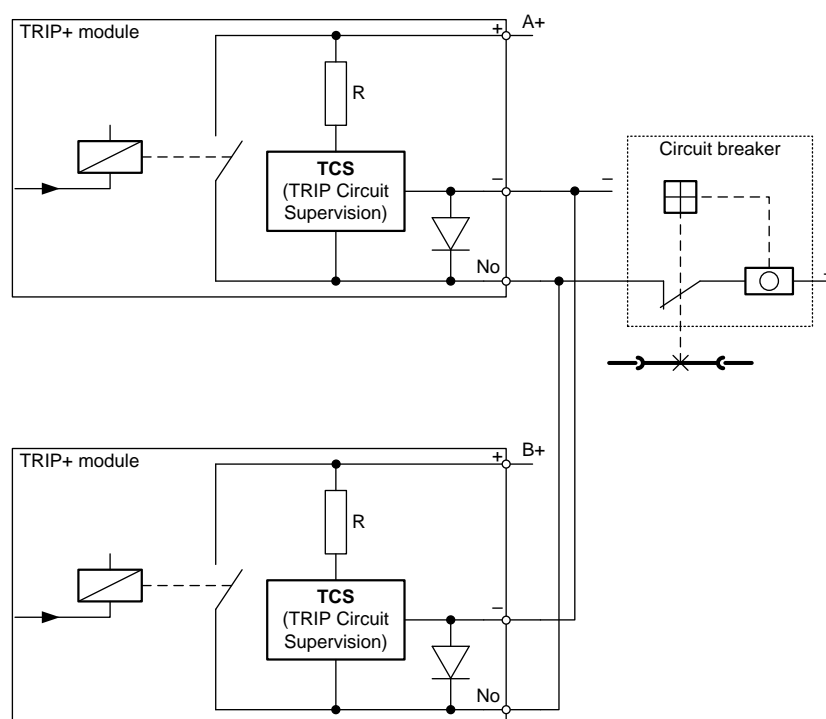 TRIP+ module
+
A+
R
TCS
(TRIP Circuit
Supervision)
–
–
No
Circuit breaker
–
TRIP+ module
+
B+
R
TCS
(TRIP Circuit
Supervision)
–
No